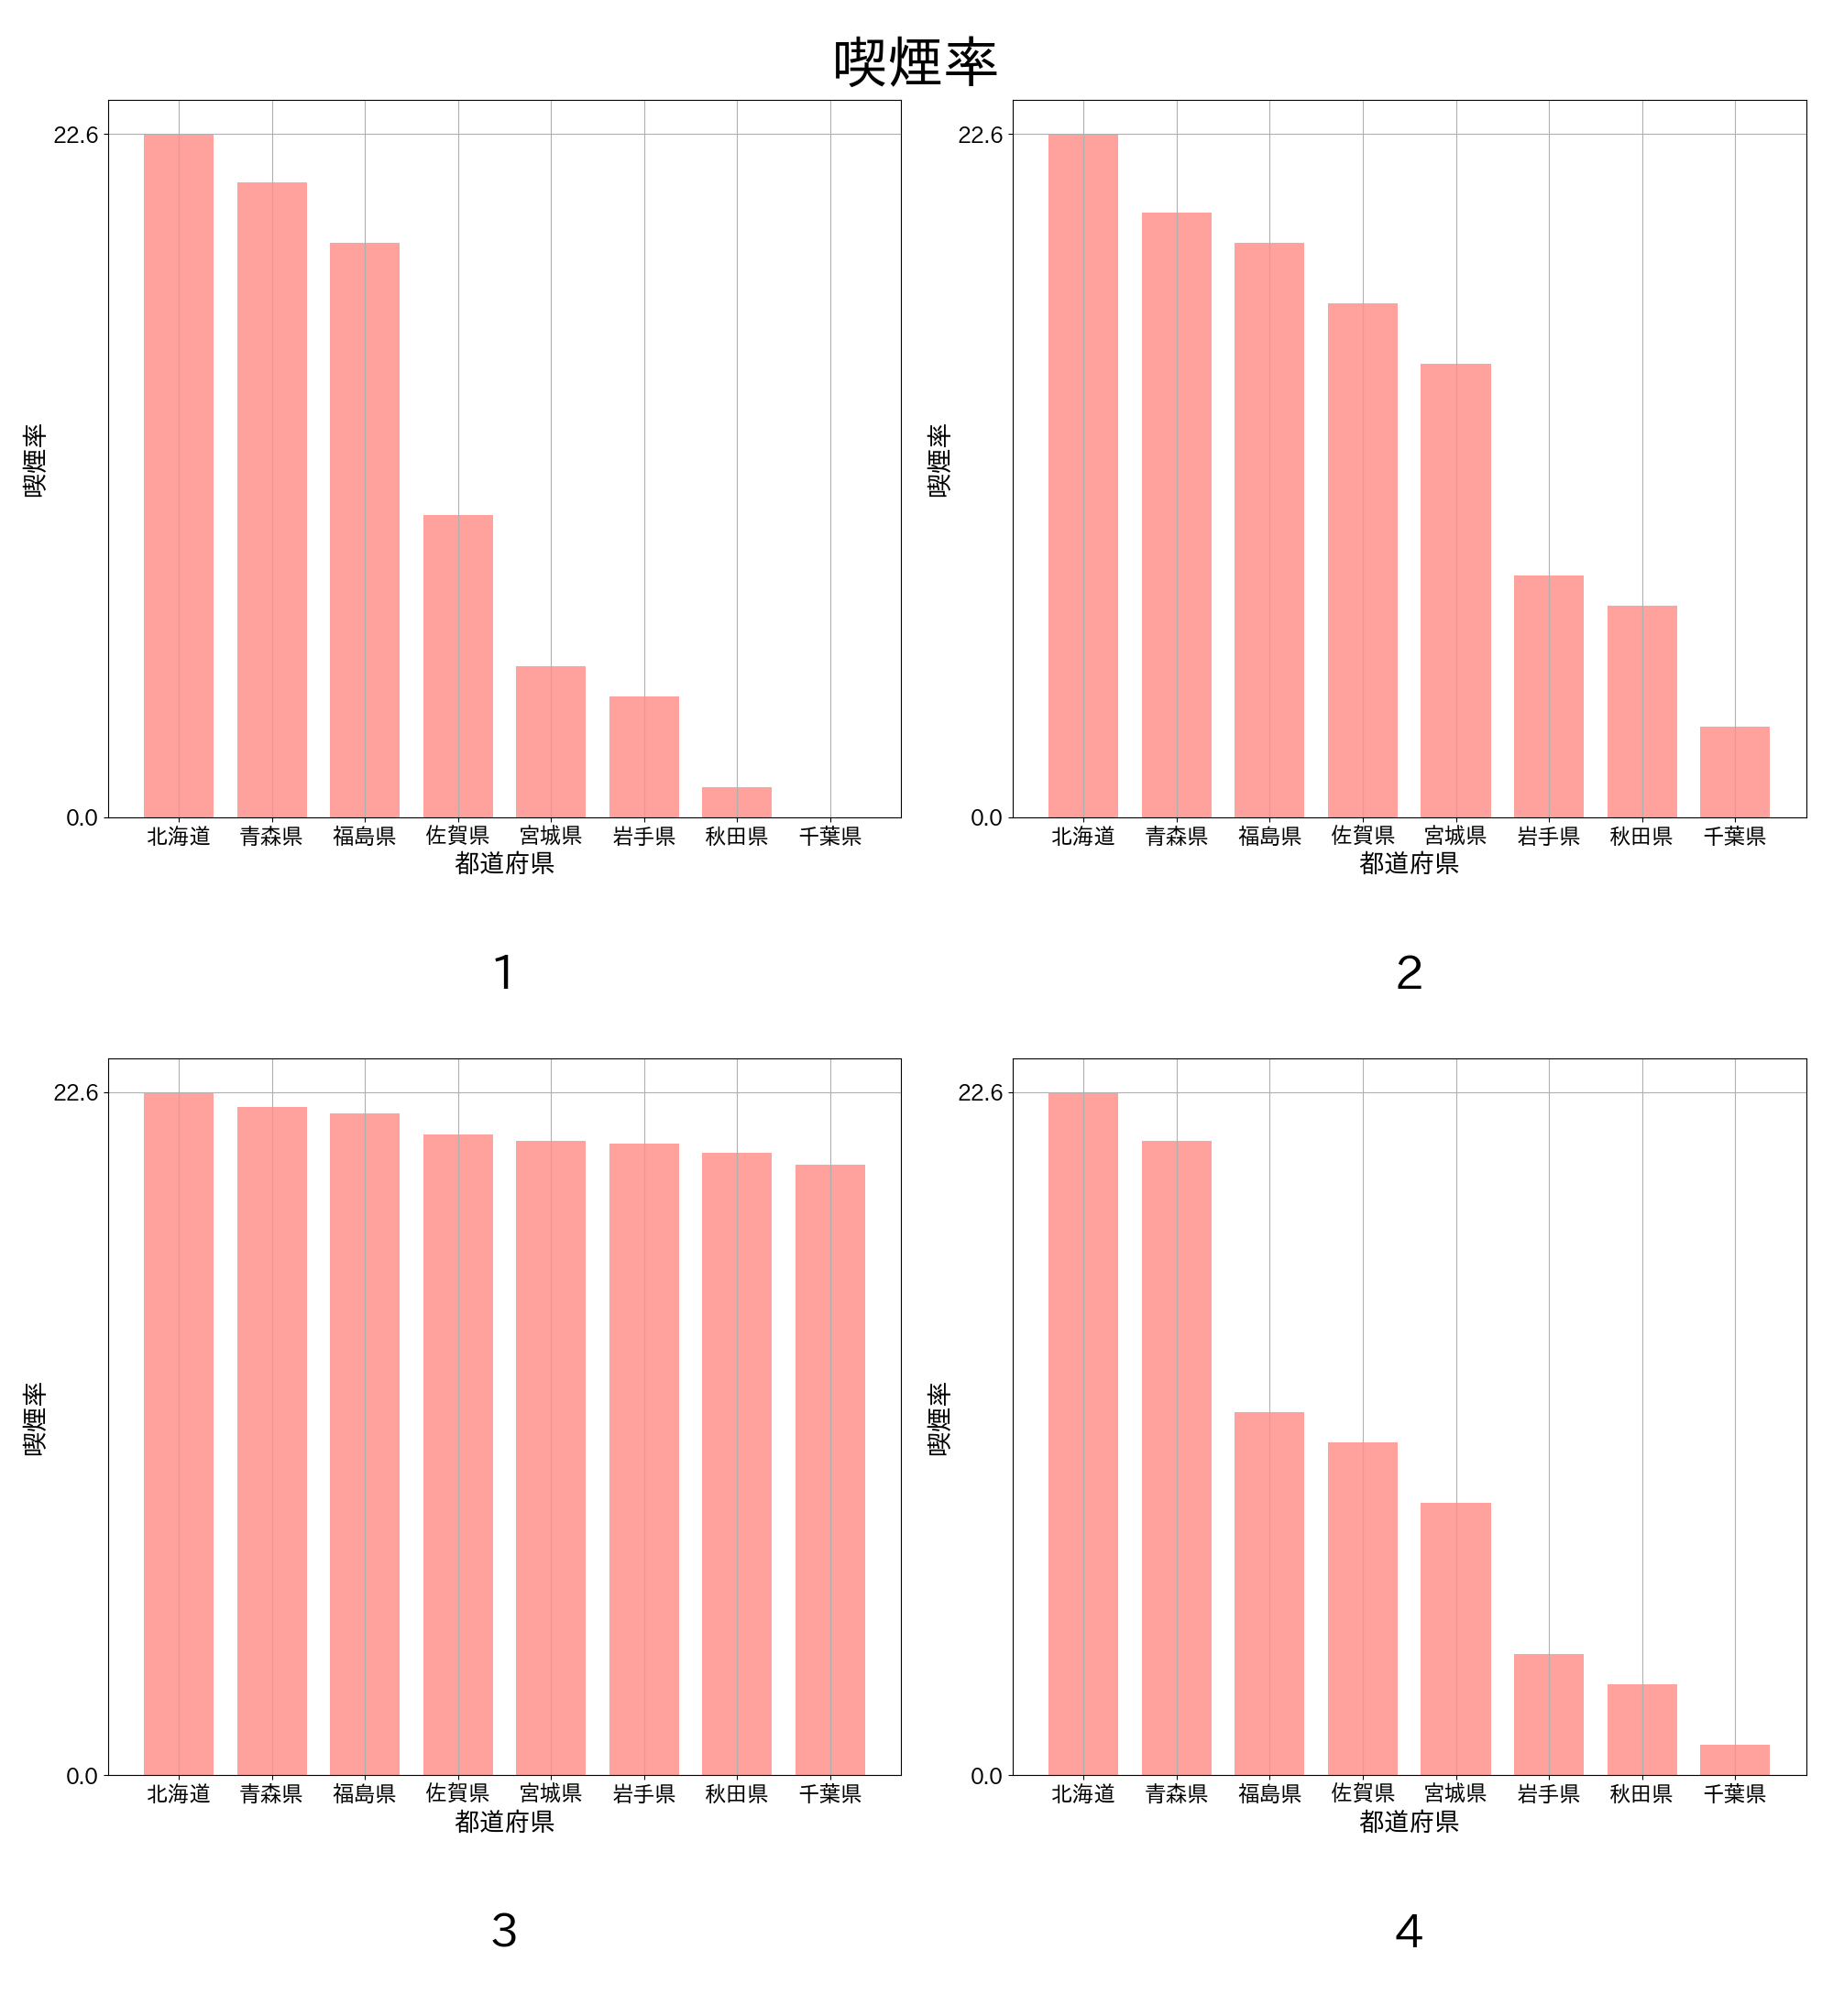 喫煙率
22.6
喫煙率
0.0
北海道 青森県 福島県 佐賀県 宮城県 岩手県 秋田県 千葉県
都道府県
1
22.6
喫煙率
0.0
北海道 青森県 福島県 佐賀県 宮城県 岩手県 秋田県 千葉県
都道府県
2
22.6
喫煙率
0.0
北海道 青森県 福島県 佐賀県 宮城県 岩手県 秋田県 千葉県
都道府県
3
22.6
喫煙率
0.0
北海道 青森県 福島県 佐賀県 宮城県 岩手県 秋田県 千葉県
都道府県
4